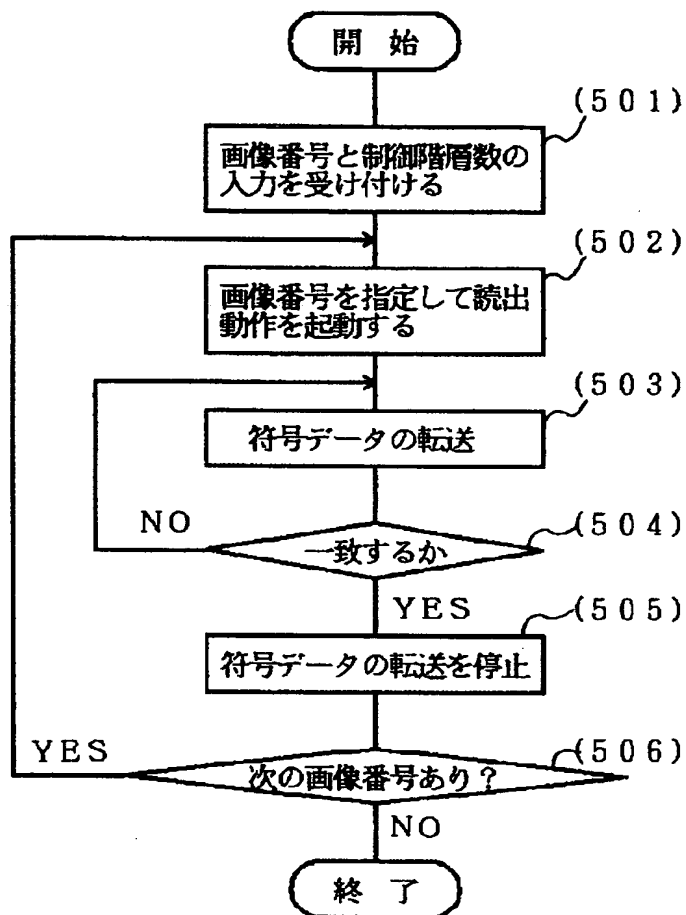 開 始
(501)
画像番号と制御階層数の
入力を受け付ける
(502)
画像番号を指定して読出
動作を起動する
(503)
符号データの転送
NO
(504)
一致するか
YES
(505)
符号データの転送を停止
YES
(506)
次の画像番号あり?
NO
終 了